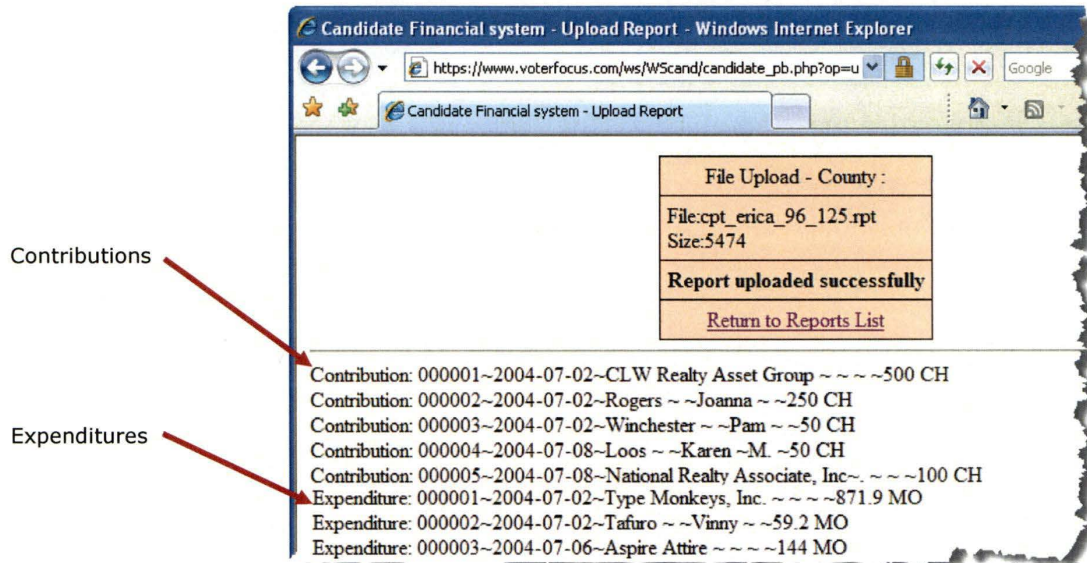 Candidate Financial system - Upload Report - Windows Internet Explorer
https://www.voterfocus.com/ws/WScand/candidate_pb.php?op=u
Google
Candidate Financial system - Upload Report
File Upload - County :
File:cpt_erica_96_125.rpt
Size:5474
Report uploaded successfully
Return to Reports List
Contributions
Contribution: 000001~2004-07-02~CLW Realty Asset Group ~ ~ ~ ~500 CH
Contribution: 000002~2004-07-02~Rogers ~ ~Joanna ~ ~250 CH
Contribution: 000003~2004-07-02~Winchester ~ ~Pam ~ ~50 CH
Contribution: 000004~2004-07-08~Loos ~ ~Karen ~M. ~50 CH
Contribution: 000005~2004-07-08~National Realty Associate, Inc~. ~ ~ ~100 CH
Expenditures
Expenditure: 000001~2004-07-02~Type Monkeys, Inc. ~ ~ ~ ~871.9 MO
Expenditure: 000002~2004-07-02~Tafuro ~ ~Vinny ~ ~59.2 MO
Expenditure: 000003~2004-07-06~Aspire Attire ~ ~ ~ ~144 MO